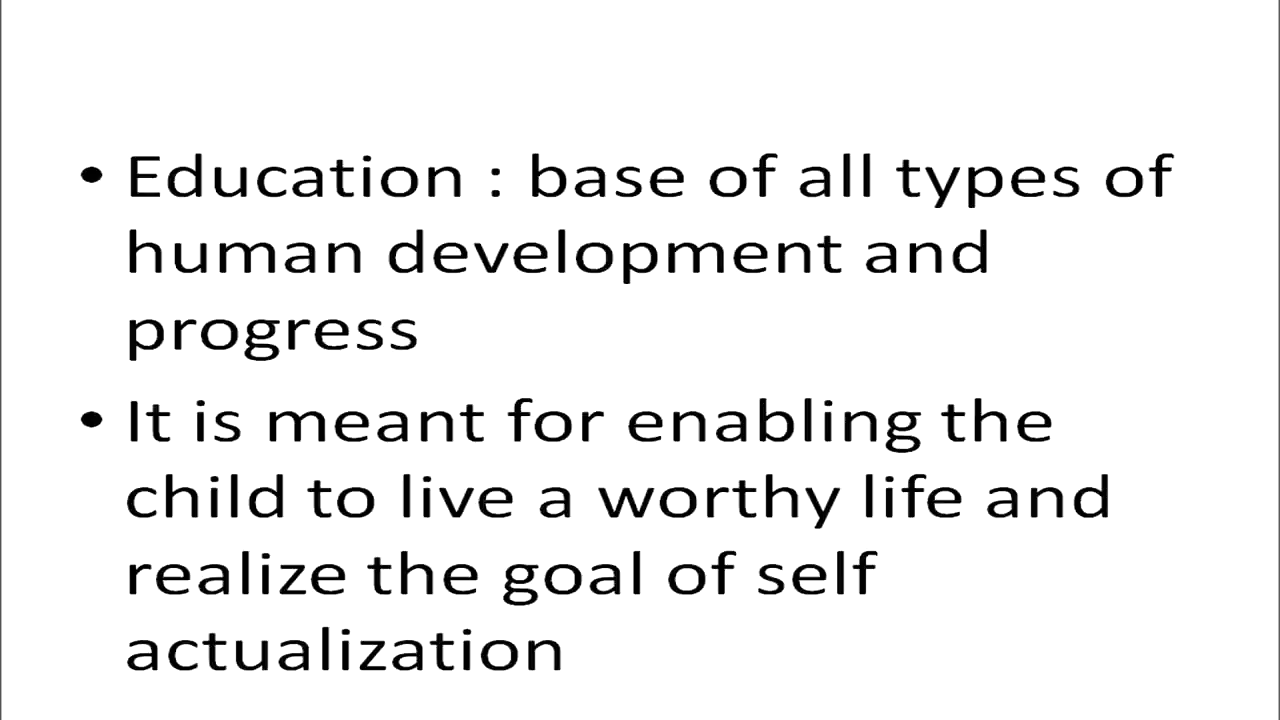 • Education : base of all types of
human development and
progress
• It is meant for enabling the
child to live a worthy life and
realize the goal of self
actualization